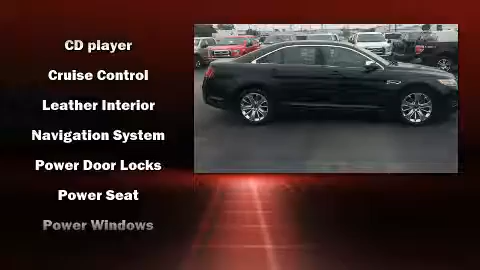 CD player
Cruise Control
Leather Interior
Navigation System
Power Door Locks
Power Seat
Power Windows